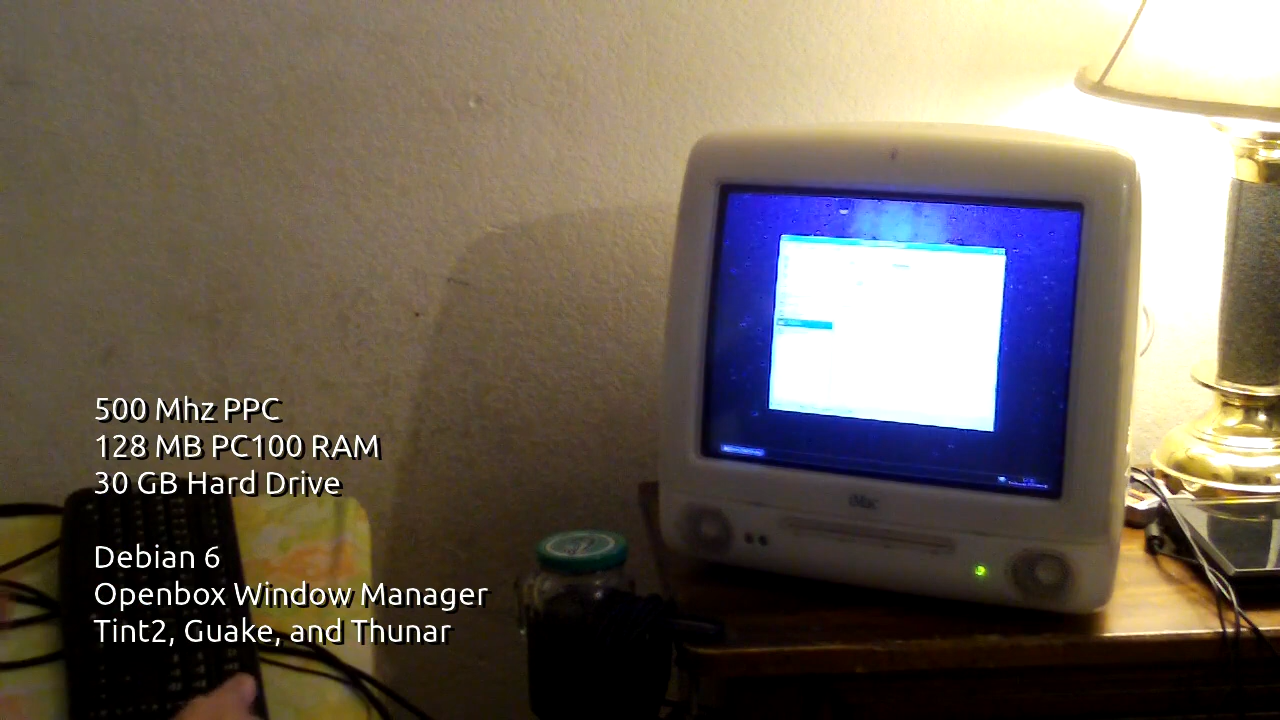 500 Mhz PPC
128 MB PC100 RAM
30 GB Hard Drive
Debian 6
Openbox Window Manager
Tint2, Guake, and Thunar
iMac